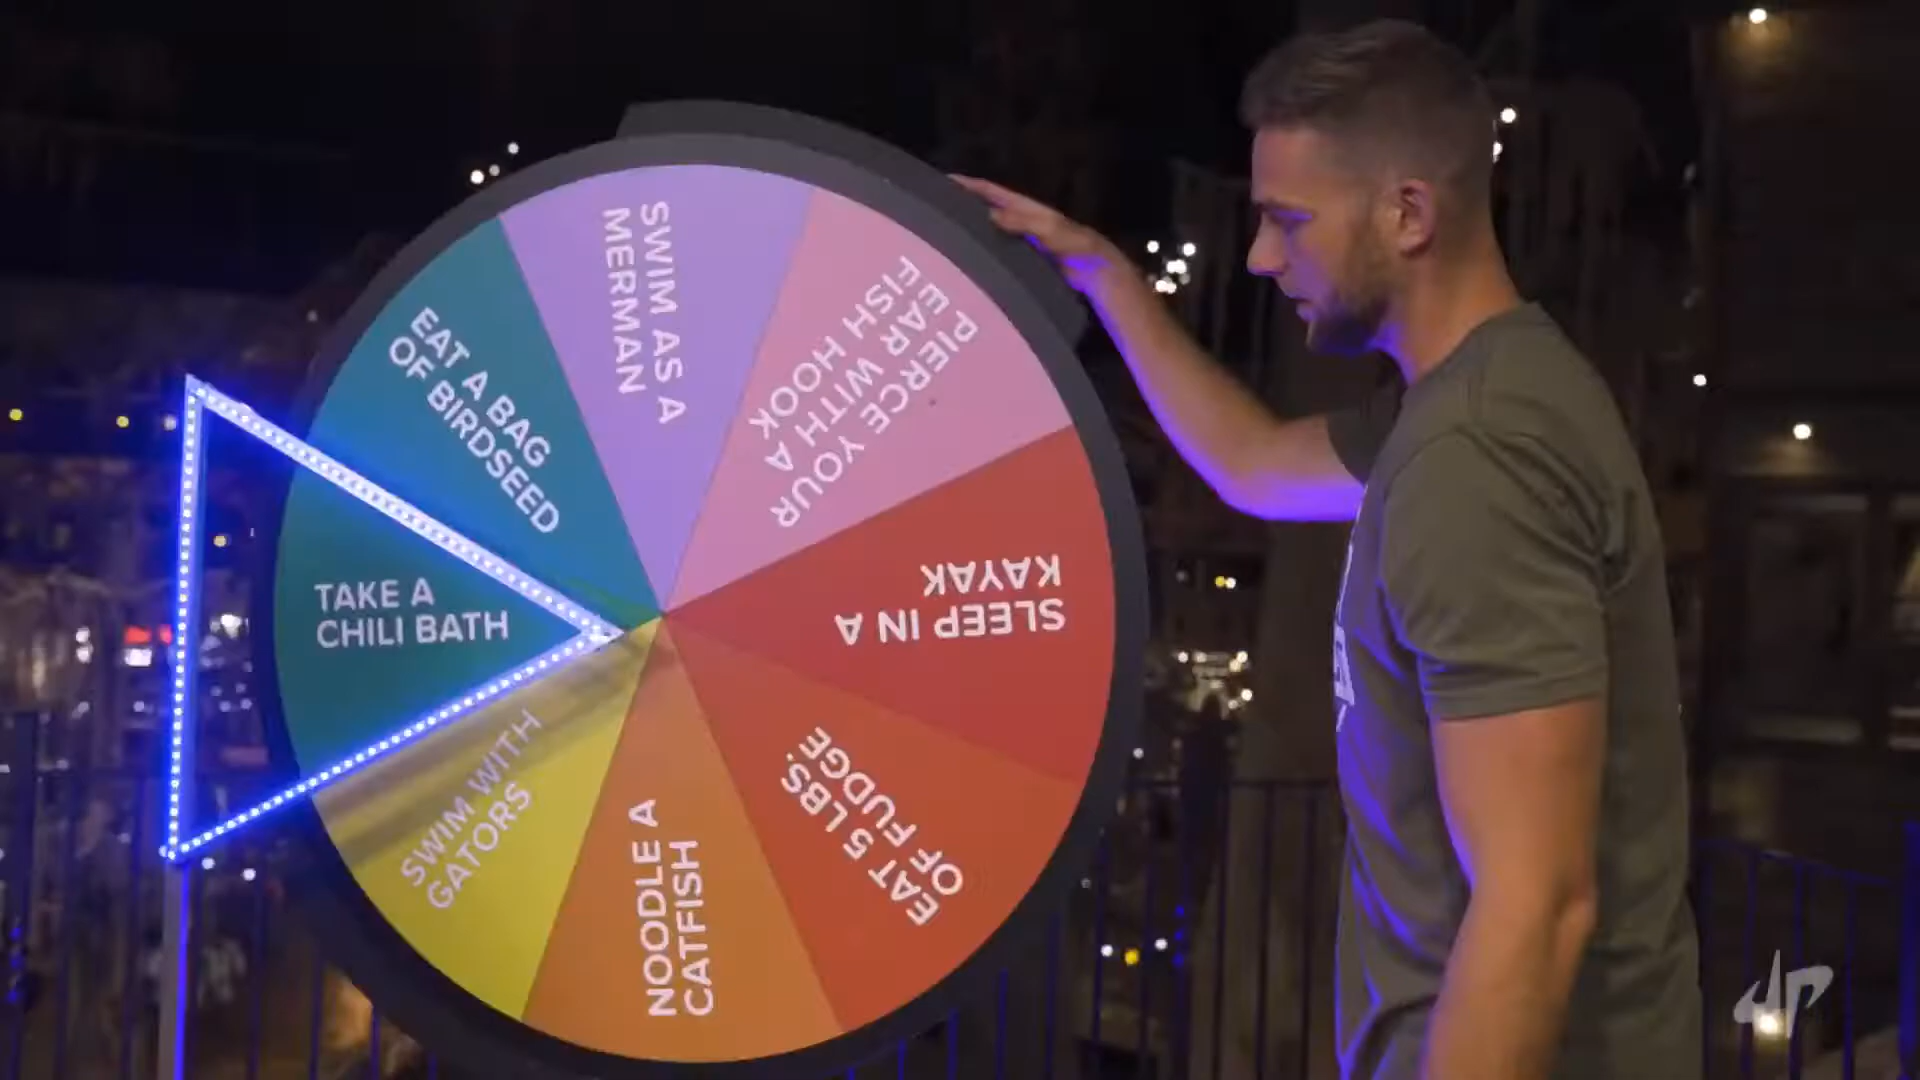 SWIM AS A
MERMAN
PIERCE YOUR
EAR WITH A
FISH HOOK
EAT A BAG
OF BIRDSEED
TAKE A
CHILI BATH
SLEEP IN A
KAYAK
SWIM WITH
GATORS
NOODLE A
CATFISH
EAT 5 LBS.
OF FUDGE
dp